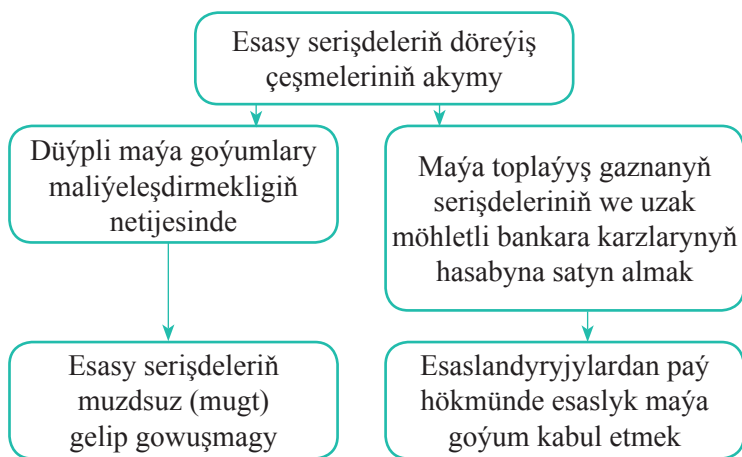 Esasy serişdeleriň döreýiş
çeşmeleriniň akymy
Düýpli maýa goýumlary
maliýeleşdirmekligiň
netijesinde
Maýa toplaýyş gaznanyň
serişdeleriniň we uzak
möhletli bankara karzlarynyň
hasabyna satyn almak
Esasy serişdeleriň
muzdsuz (mugt)
gelip gowuşmagy
Esaslandyryjylardan paý
hökmünde esaslyk maýa
goýum kabul etmek